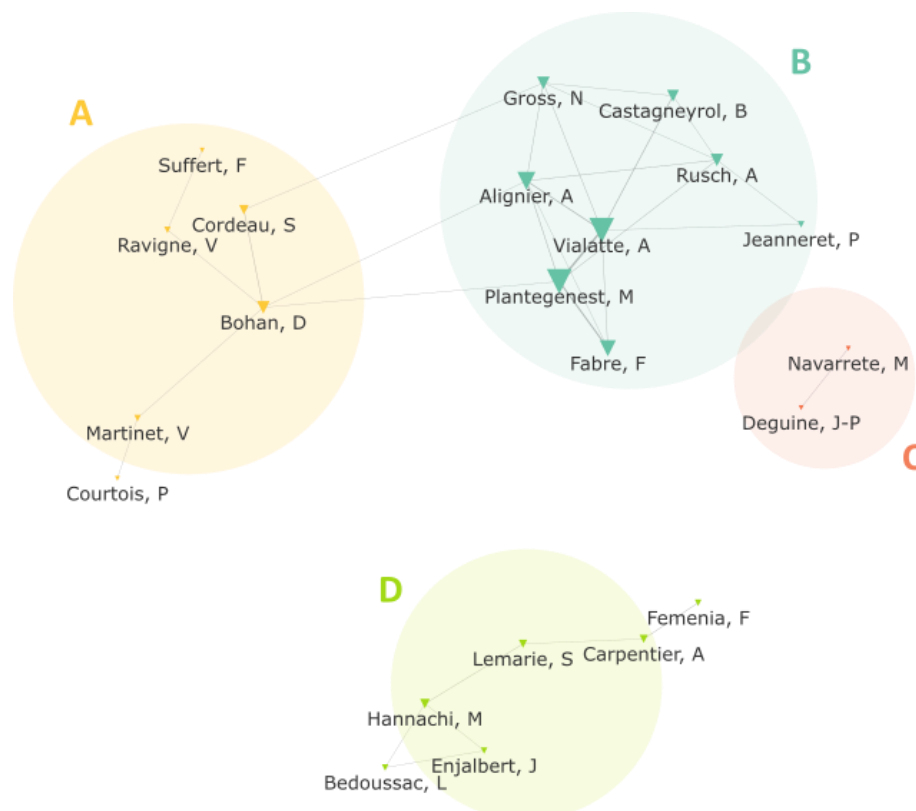 A
Suffert, F
Cordeau, S
Ravigne, V
Bohan, D
Martinet, V
Courtois, P
B
Gross, N
Castagneyrol, B
Rusch, A
Alignier, A
Vialatte, A
Jeanneret, P
Plantegenest, M
Fabre, F
Navarrete, M
Deguine, J-P
C
D
Femenia, F
Lemarie, S
Carpentier, A
Hannachi, M
Enjalbert, J
Bedoussac, L